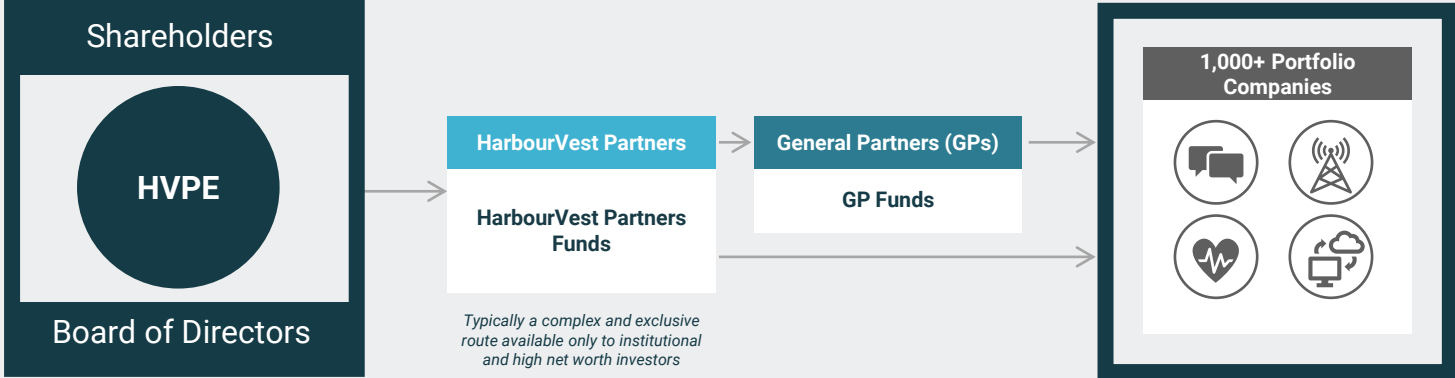 Shareholders
HVPE
Board of Directors
HarbourVest Partners
HarbourVest Partners
Funds
Typically a complex and exclusive
route available only to institutional
and high net worth investors
General Partners (GPs)
GP Funds
1,000+ Portfolio
Companies